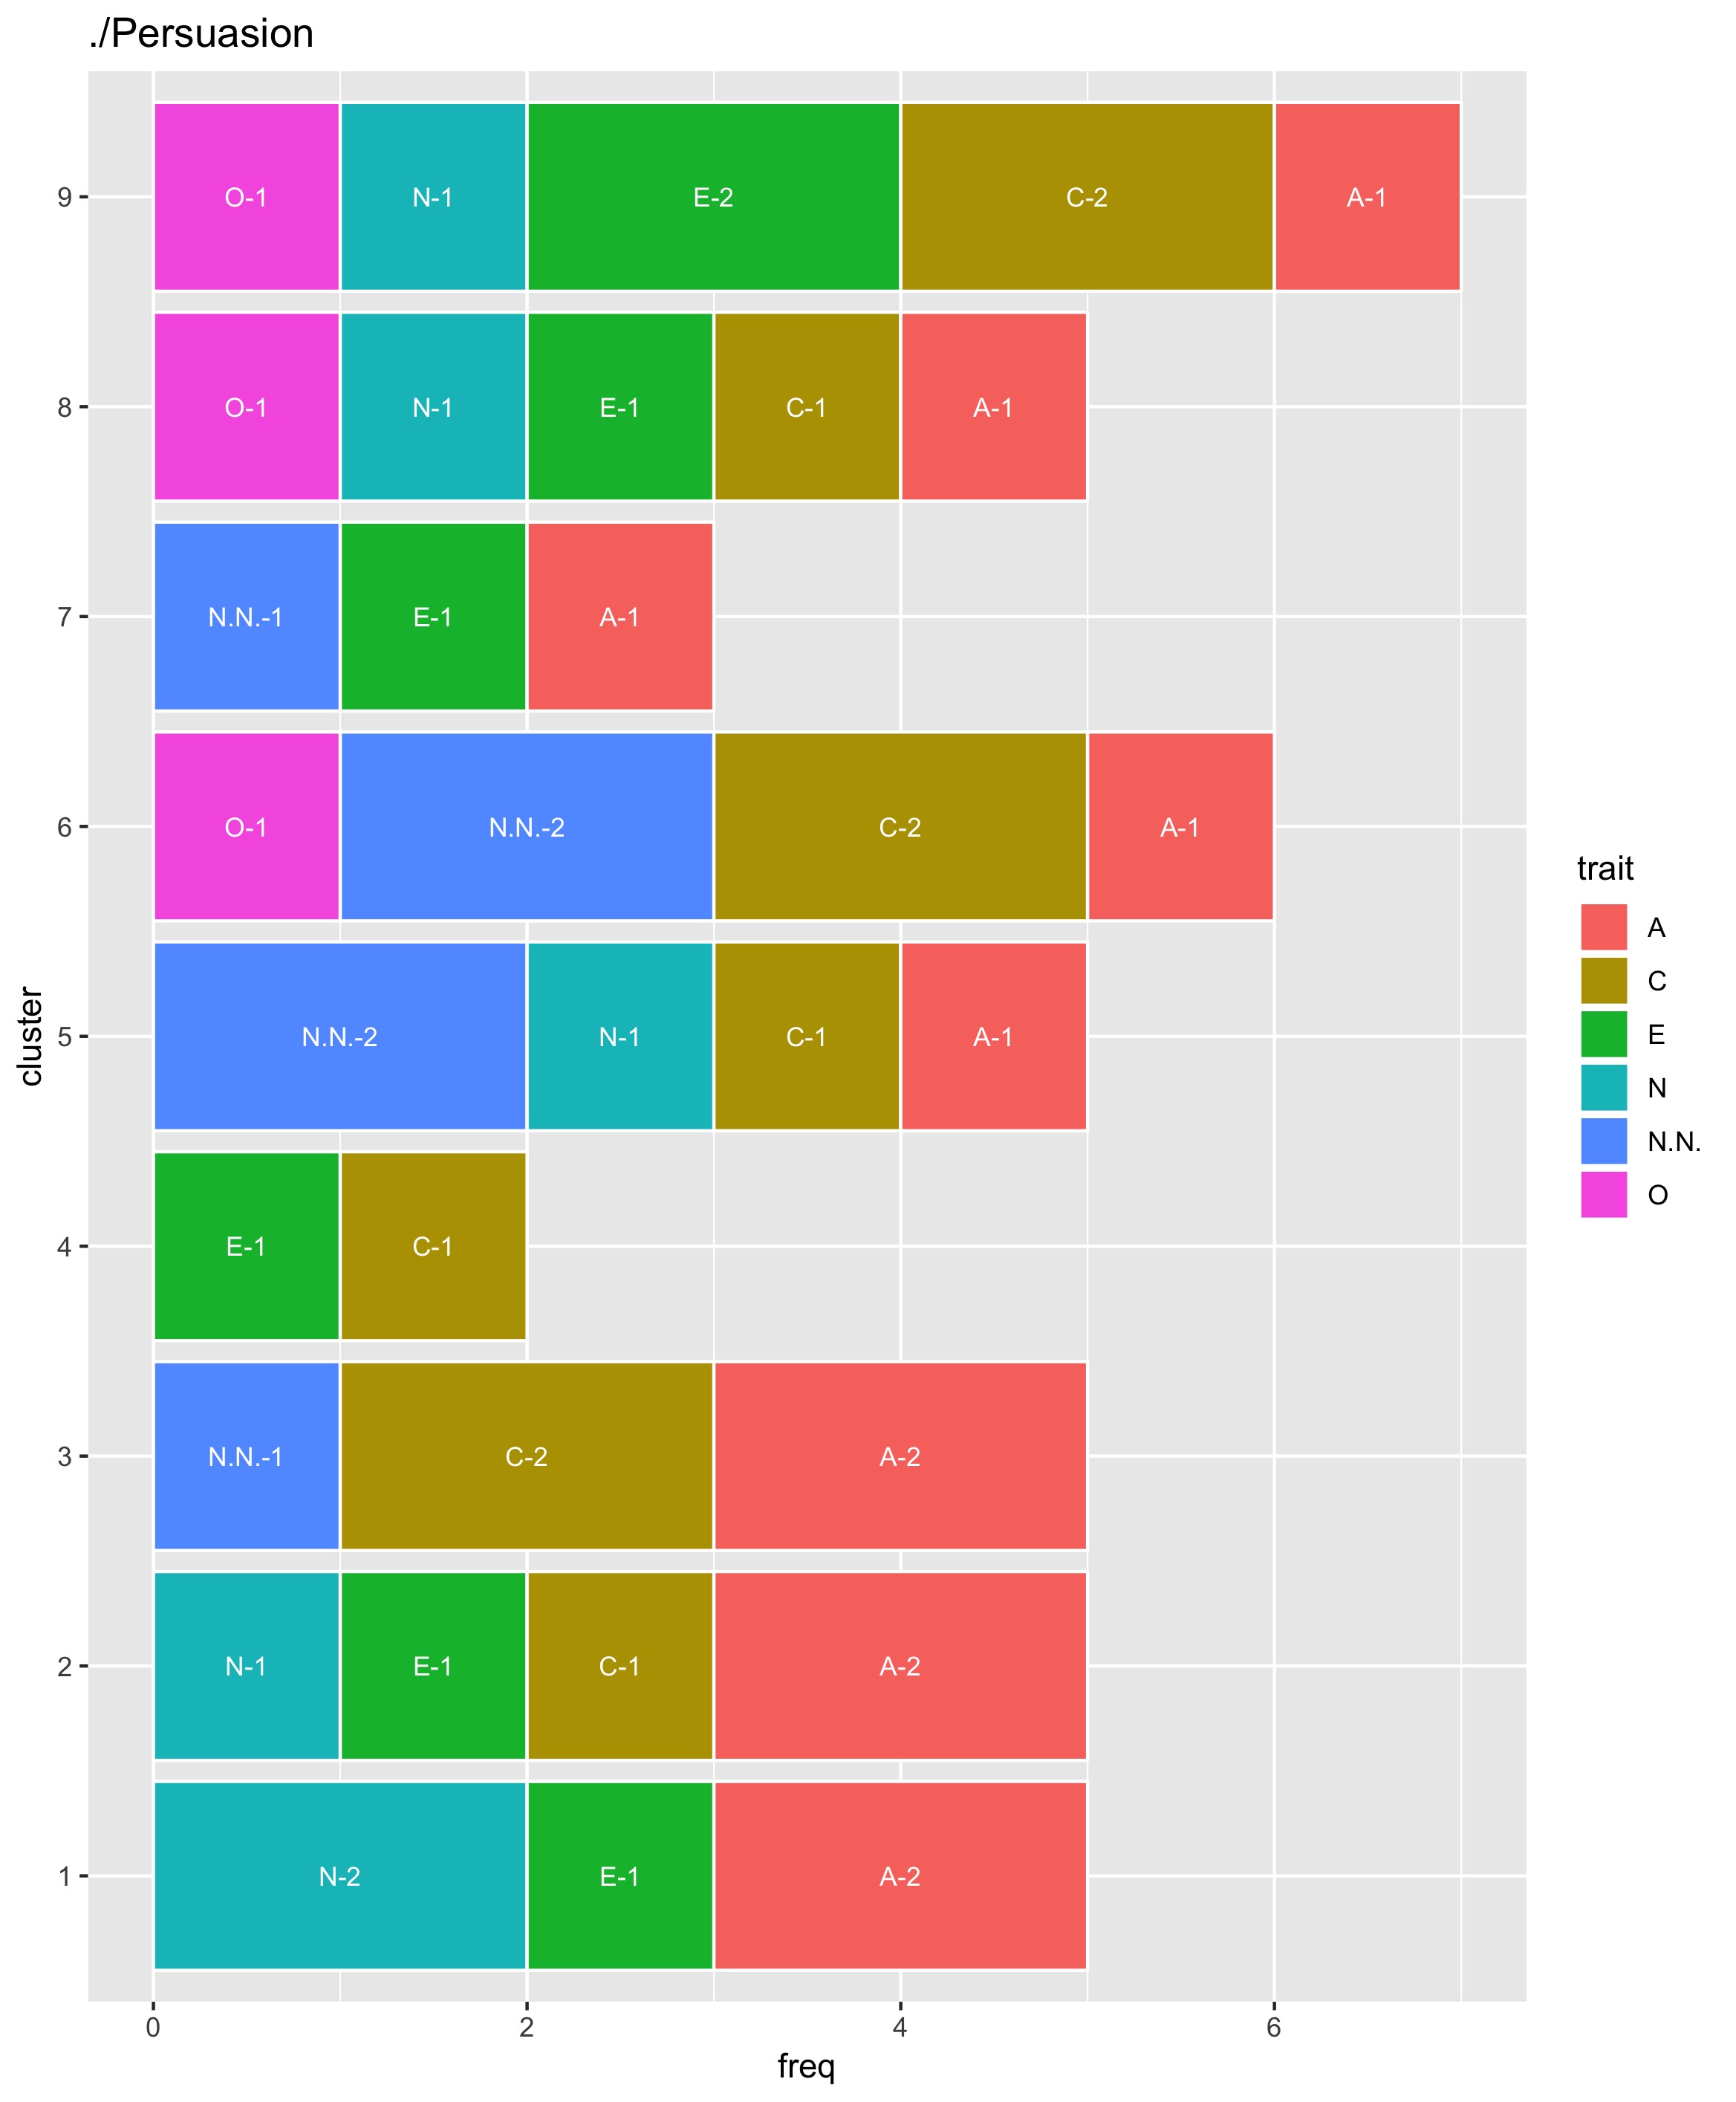 ./Persuasion
9
O-1 N-1 E-2 C-2 A-1
8
O-1 N-1 E-1 C-1 A-1
7
N.N.-1 E-1 A-1
6
O-1 N.N.-2 C-2 A-1
5
N.N.-2 N-1 C-1 A-1
4
E-1 C-1
3
N.N.-1 C-2 A-2
2
N-1 E-1 C-1 A-2
1
N-2 E-1 A-2
0 2 4 6
freq
cluster
trait
A
C
E
N
N.N.
O